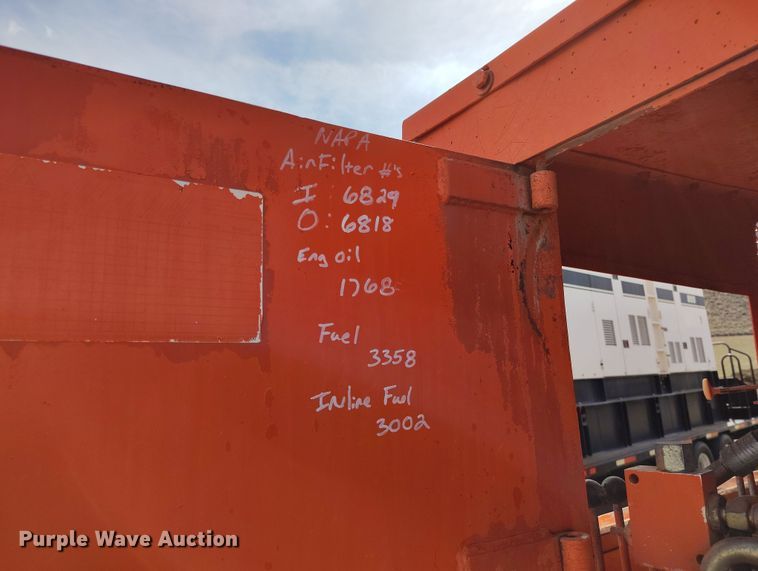 NAPA
AirFilter #'s
I : 6829
O : 6818
Eng oil
1768
Fuel
3358
INline Fuel
3002
Purple Wave Auction